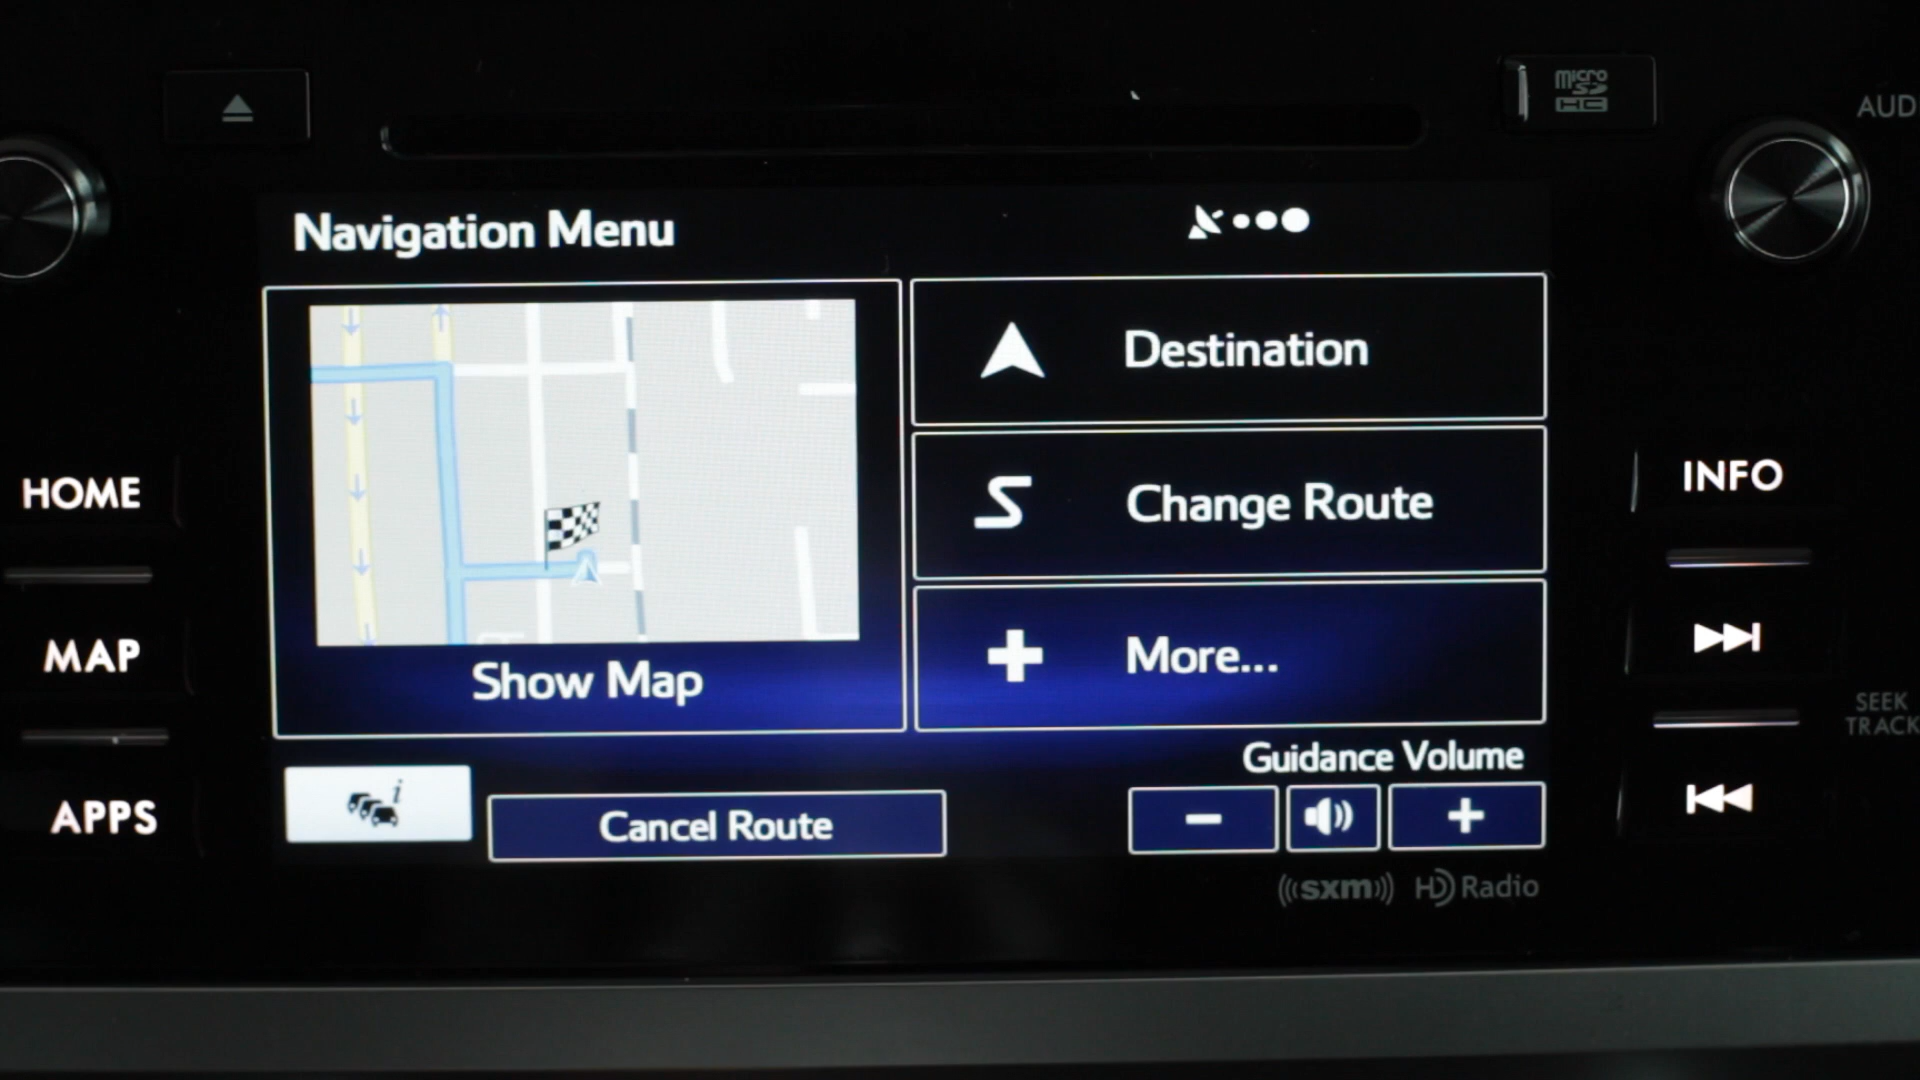 micro
SD
HC
AUD
Navigation Menu
Destination
HOME
Change Route
INFO
MAP
Show Map
More...
SEEK
TRACK
Guidance Volume
APPS
i
Cancel Route
−
+
((sxm)) HD Radio